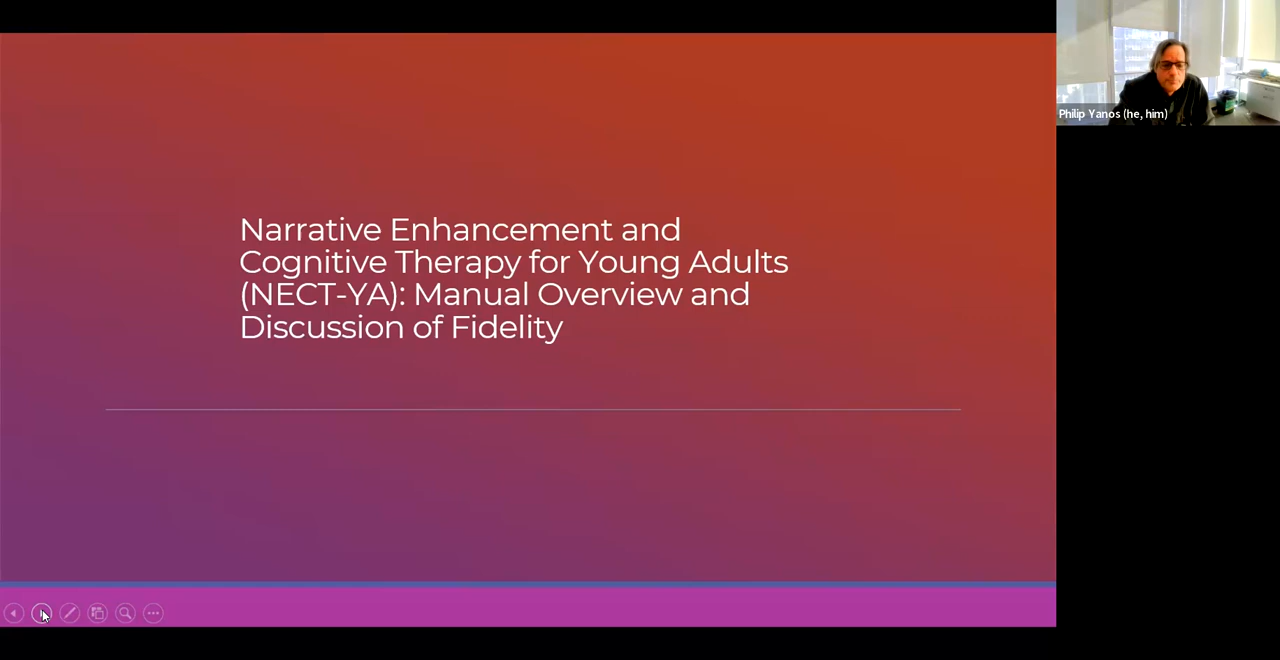 Narrative Enhancement and
Cognitive Therapy for Young Adults
(NECT-YA): Manual Overview and
Discussion of Fidelity
Philip Yanos (he, him)